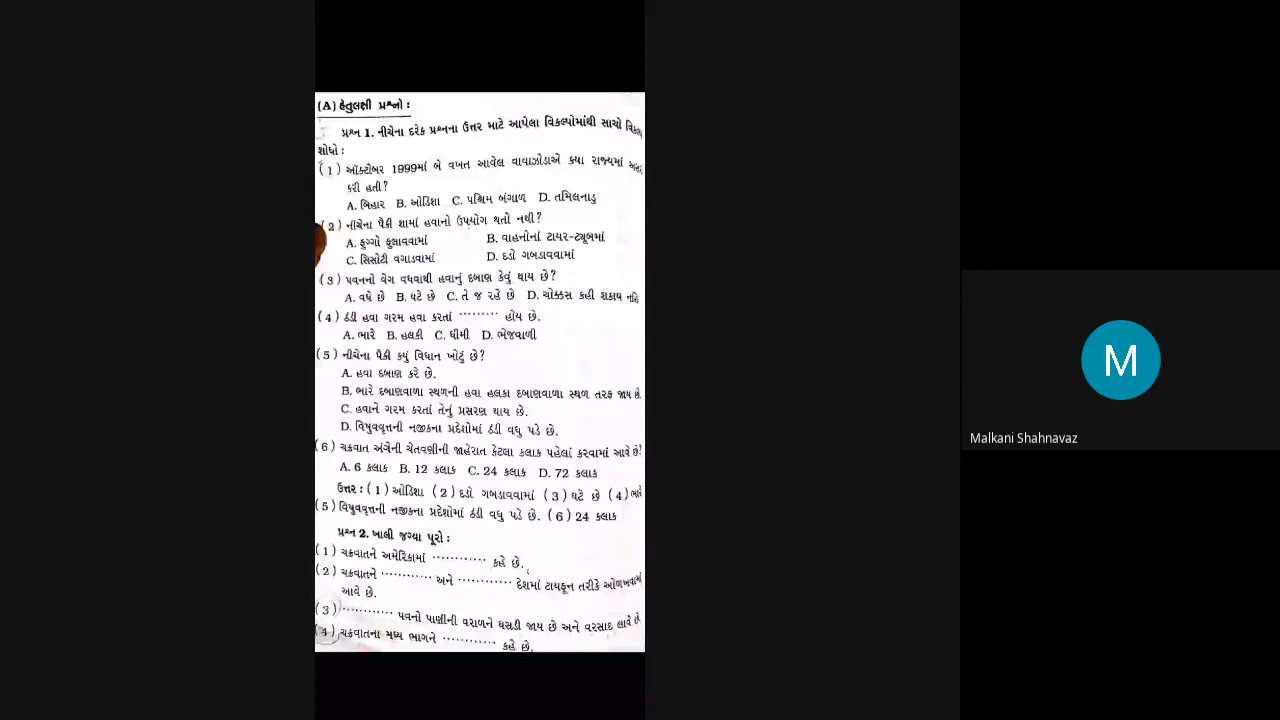 (A) હેતુલક્ષી પ્રશ્નો :
પ્રશ્ન 1. નીચેના દરેક પ્રશ્નના ઉત્તર માટે આપેલા વિકલ્પોમાંથી સાચો વિકલ્પ
શોધો :
(1) ઑક્ટોબર 1999માં બે વખત આવેલ વાવાઝોડાએ કયા રાજ્યમાં
કરી હતી?
A. બિહાર B. ઓડિશા C. પશ્ચિમ બંગાળ D. તમિલનાડુ
(2) નીચેના પૈકી શામાં હવાનો ઉપયોગ થતો નથી?
A. ફુગ્ગો ફુલાવવામાં B. વાહનોનાં ટાયર-ટ્યૂબમાં
C. સિસોટી વગાડવામાં D. દડો ગબડાવવામાં
(3) પવનનો વેગ વધવાથી હવાનું દબાણ કેવું થાય છે?
A. વધે છે B. ઘટે છે C. તે જ રહે છે D. ચોક્કસ કહી શકાય નહિ
(4) ઠંડી હવા ગરમ હવા કરતાં ········· હોય છે.
A. ભારે B. હલકી C. ધીમી D. ભેજવાળી
(5) નીચેના પૈકી કયું વિધાન ખોટું છે?
A. હવા દબાણ કરે છે.
B. ભારે દબાણવાળા સ્થળની હવા હલકા દબાણવાળા સ્થળ તરફ જાય છે.
C. હવાને ગરમ કરતાં તેનું પ્રસરણ થાય છે.
D. વિષુવવૃત્તની નજીકના પ્રદેશોમાં ઠંડી વધુ પડે છે.
(6) ચક્રવાત અંગેની ચેતવણીની જાહેરાત કેટલા કલાક પહેલાં કરવામાં આવે છે?
A. 6 કલાક B. 12 કલાક C. 24 કલાક D. 72 કલાક
ઉત્તર : (1) ઓડિશા (2) દડો ગબડાવવામાં (3) ઘટે છે (4) ભારે
(5) વિષુવવૃત્તની નજીકના પ્રદેશોમાં ઠંડી વધુ પડે છે. (6) 24 કલાક
પ્રશ્ન 2. ખાલી જગ્યા પૂરો :
(1) ચક્રવાતને અમેરિકામાં ············ કહે છે.
(2) ચક્રવાતને ············ અને ············ દેશમાં ટાયફૂન તરીકે ઓળખવામાં
આવે છે.
(3) ············ પવનો પાણીની વરાળને ઘસડી જાય છે અને વરસાદ લાવે છે
(4) ચક્રવાતના મધ્ય ભાગને ············ કહે છે.
M
Malkani Shahnavaz